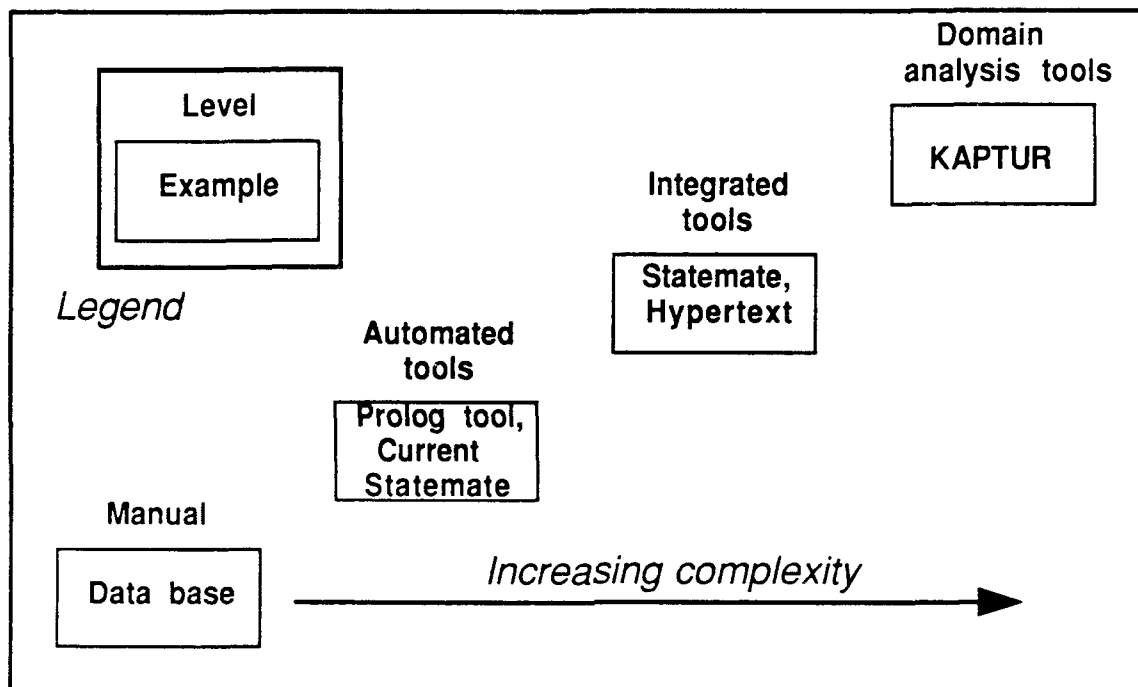 Domain
analysis tools
KAPTUR
Level
Example
Legend
Integrated
tools
Statemate,
Hypertext
Automated
tools
Prolog tool,
Current
Statemate
Manual
Data base
Increasing complexity